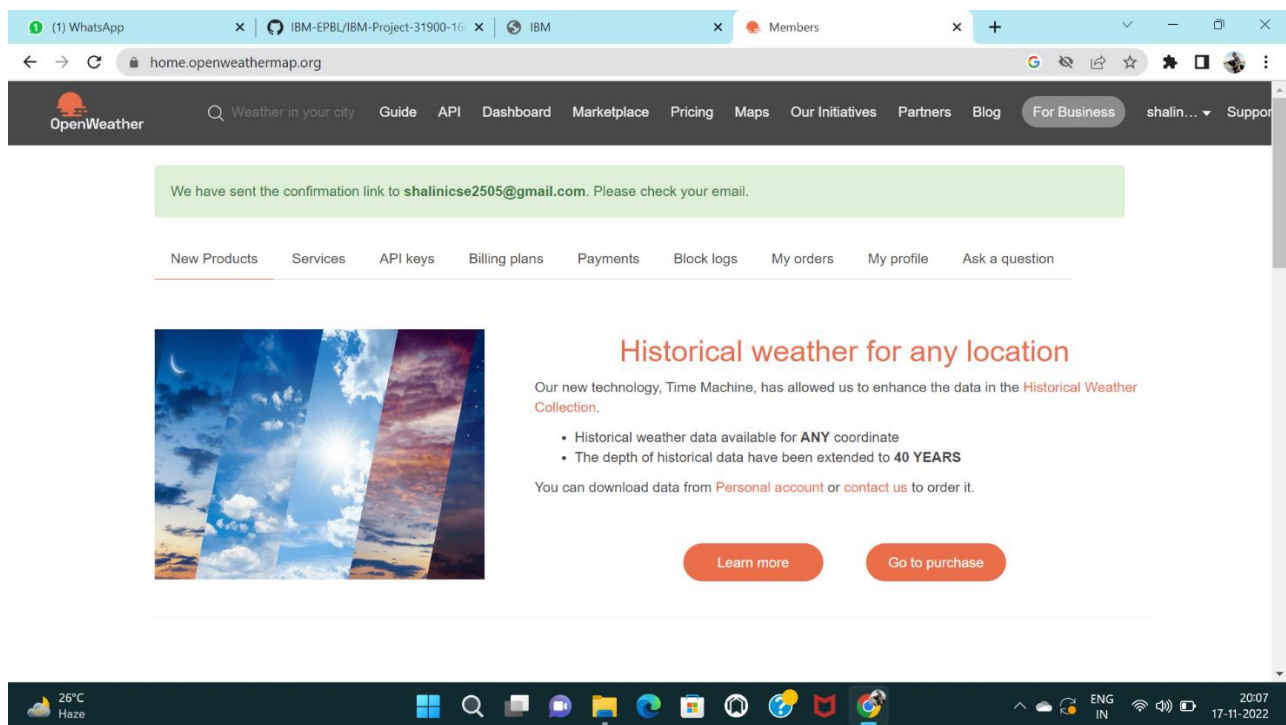 1 (1) WhatsApp
IBM-EPBL/IBM-Project-31900-16
IBM
Members
home.openweathermap.org
OpenWeather
Weather in your city
Guide
API
Dashboard
Marketplace
Pricing
Maps
Our Initiatives
Partners
Blog
For Business
shalin...
Suppor
We have sent the confirmation link to shalinicse2505@gmail.com. Please check your email.
New Products
Services
API keys
Billing plans
Payments
Block logs
My orders
My profile
Ask a question
Historical weather for any location
Our new technology, Time Machine, has allowed us to enhance the data in the Historical Weather
Collection.
• Historical weather data available for ANY coordinate
• The depth of historical data have been extended to 40 YEARS
You can download data from Personal account or contact us to order it.
Learn more
Go to purchase
26°C
Haze
ENG
IN
20:07
17-11-2022